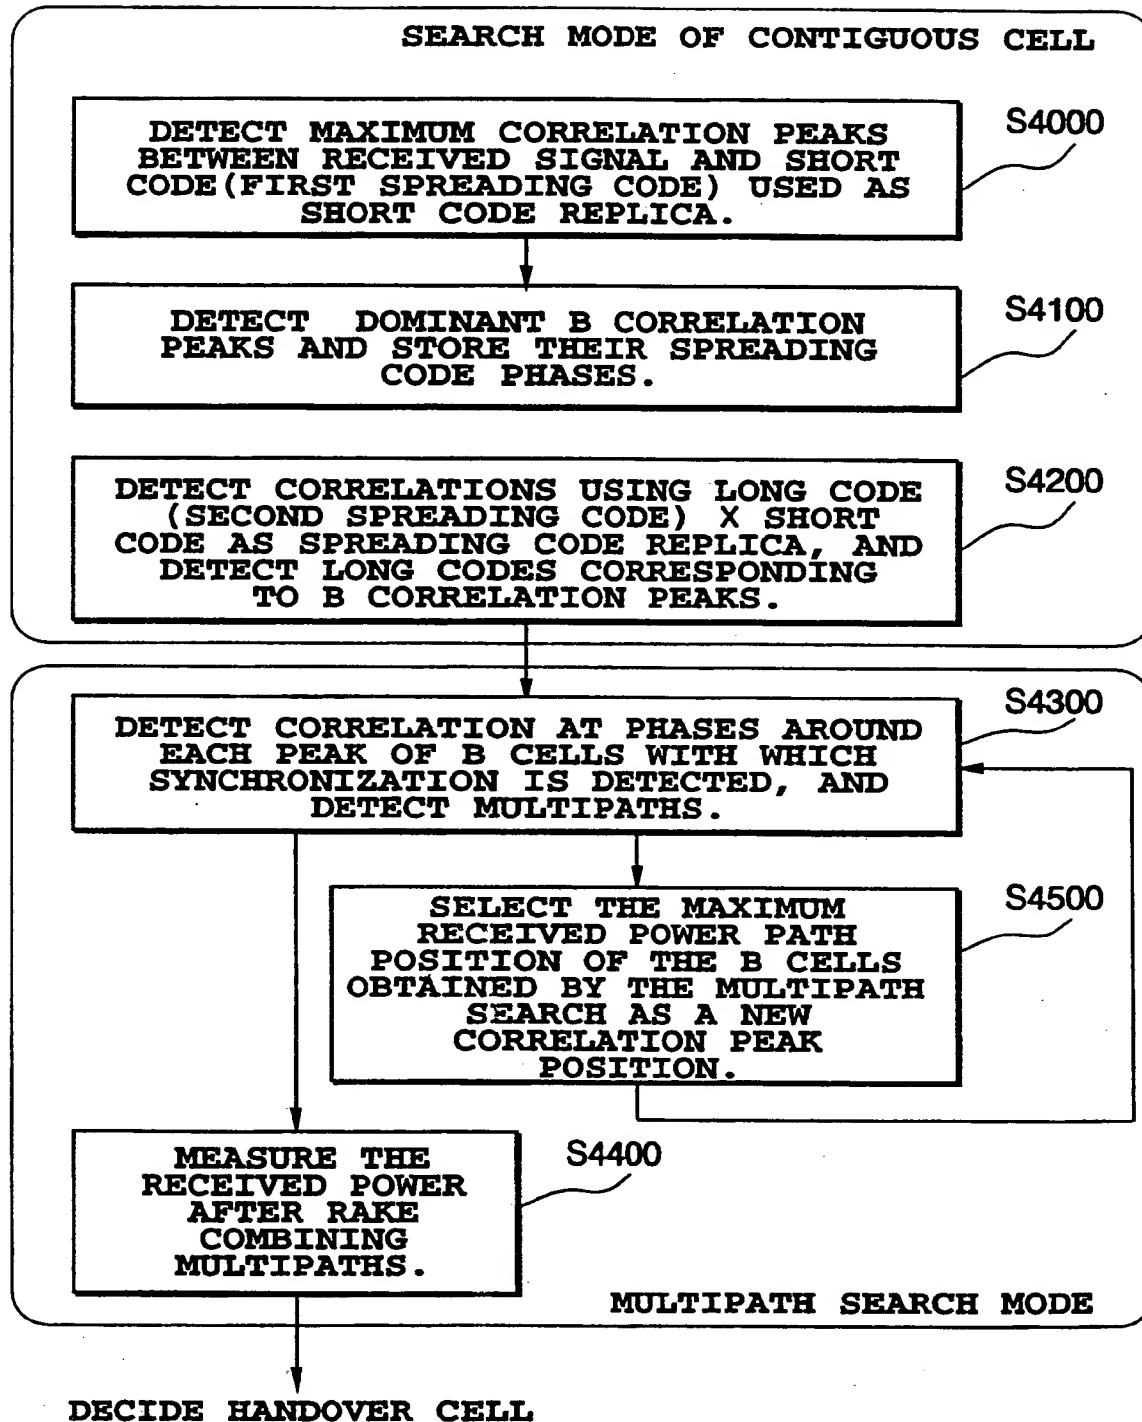 SEARCH MODE OF CONTIGUOUS CELL
DETECT MAXIMUM CORRELATION PEAKS
BETWEEN RECEIVED SIGNAL AND SHORT
CODE(FIRST SPREADING CODE) USED AS
SHORT CODE REPLICA.
S4000
DETECT DOMINANT B CORRELATION
PEAKS AND STORE THEIR SPREADING
CODE PHASES.
S4100
DETECT CORRELATIONS USING LONG CODE
(SECOND SPREADING CODE) X SHORT
CODE AS SPREADING CODE REPLICA, AND
DETECT LONG CODES CORRESPONDING
TO B CORRELATION PEAKS.
S4200
DETECT CORRELATION AT PHASES AROUND
EACH PEAK OF B CELLS WITH WHICH
SYNCHRONIZATION IS DETECTED, AND
DETECT MULTIPATHS.
S4300
SELECT THE MAXIMUM
RECEIVED POWER PATH
POSITION OF THE B CELLS
OBTAINED BY THE MULTIPATH
SEARCH AS A NEW
CORRELATION PEAK
POSITION.
S4500
MEASURE THE
RECEIVED POWER
AFTER RAKE
COMBINING
MULTIPATHS.
S4400
MULTIPATH SEARCH MODE
DECIDE HANDOVER CELL